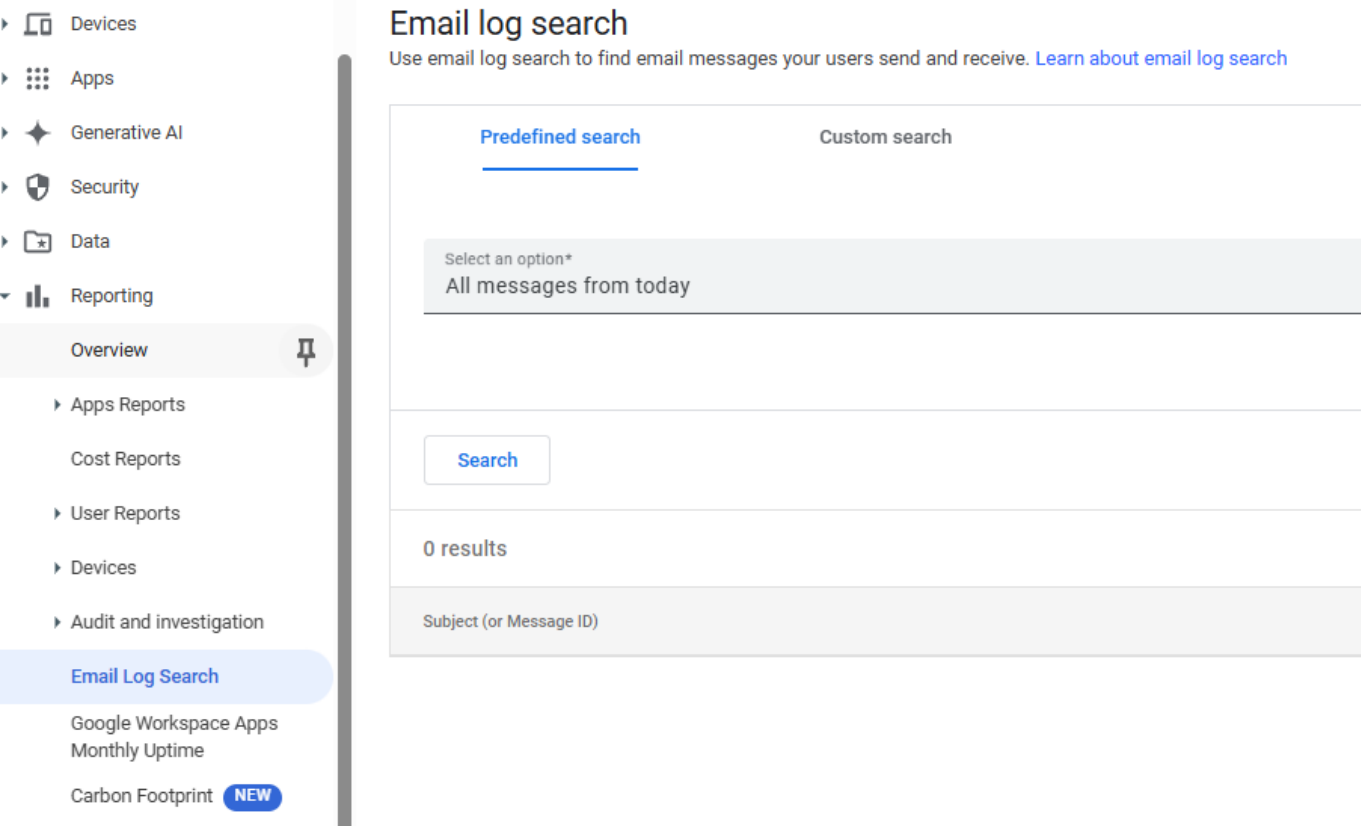 Devices
Apps
Generative AI
Security
Data
Reporting
Overview
Apps Reports
Cost Reports
User Reports
Devices
Audit and investigation
Email Log Search
Google Workspace Apps
Monthly Uptime
Carbon Footprint NEW
Email log search
Use email log search to find email messages your users send and receive. Learn about email log search
Predefined search Custom search
Select an option*
All messages from today
Search
0 results
Subject (or Message ID)